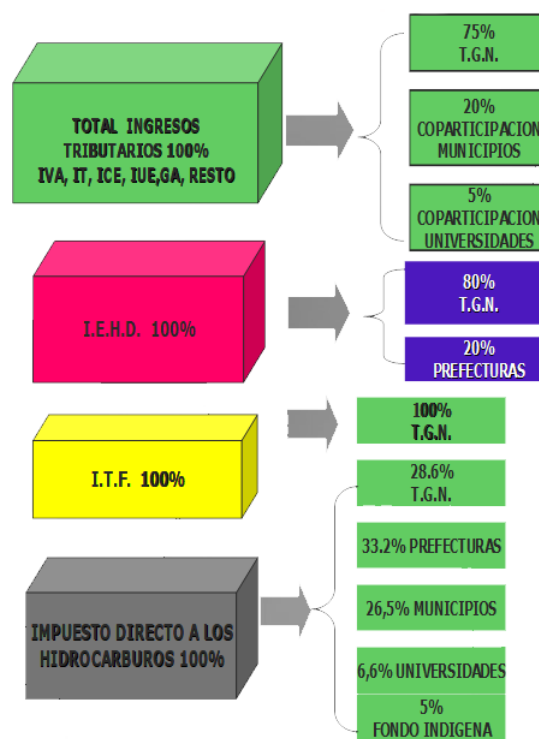 TOTAL INGRESOS
TRIBUTARIOS 100%
IVA, IT, ICE, IUE,GA, RESTO
75%
T.G.N.
20%
COPARTICIPACION
MUNICIPIOS
5%
COPARTICIPACION
UNIVERSIDADES
I.E.H.D. 100%
80%
T.G.N.
20%
PREFECTURAS
I.T.F. 100%
100%
T.G.N.
IMPUESTO DIRECTO A LOS
HIDROCARBUROS 100%
28.6%
T.G.N.
33.2% PREFECTURAS
26,5% MUNICIPIOS
6,6% UNIVERSIDADES
5%
FONDO INDIGENA